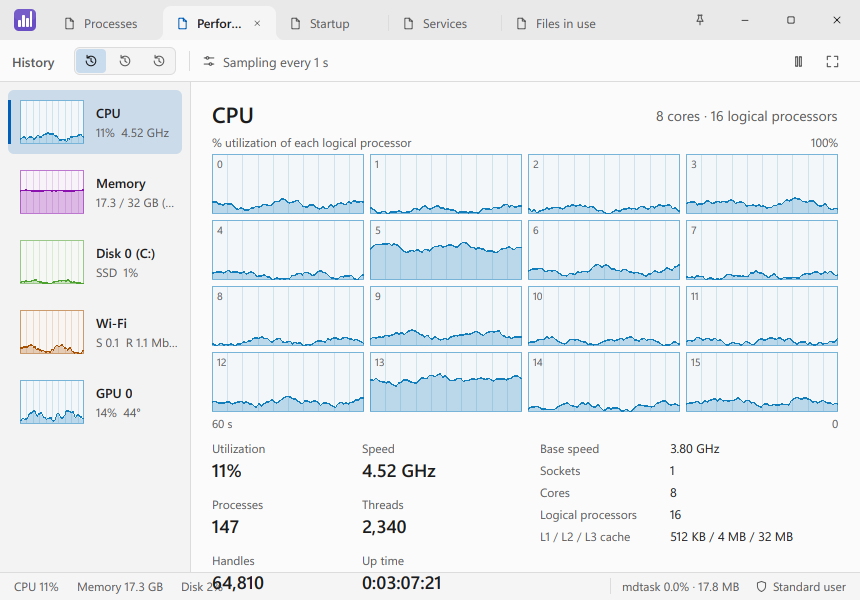 Processes
Perfor...
Startup
Services
Files in use
History
Sampling every 1 s
CPU
11% 4.52 GHz
Memory
17.3 / 32 GB (...
Disk 0 (C:)
SSD 1%
Wi-Fi
S 0.1 R 1.1 Mb...
GPU 0
14% 44°
CPU
8 cores · 16 logical processors
% utilization of each logical processor
100%
0
1
2
3
4
5
6
7
8
9
10
11
12
13
14
15
60 s
0
Utilization
11%
Speed
4.52 GHz
Processes
147
Threads
2,340
Handles
64,810
Up time
0:03:07:21
Base speed 3.80 GHz
Sockets 1
Cores 8
Logical processors 16
L1 / L2 / L3 cache 512 KB / 4 MB / 32 MB
CPU 11%
Memory 17.3 GB
Disk 2%
mdtask 0.0% · 17.8 MB
Standard user